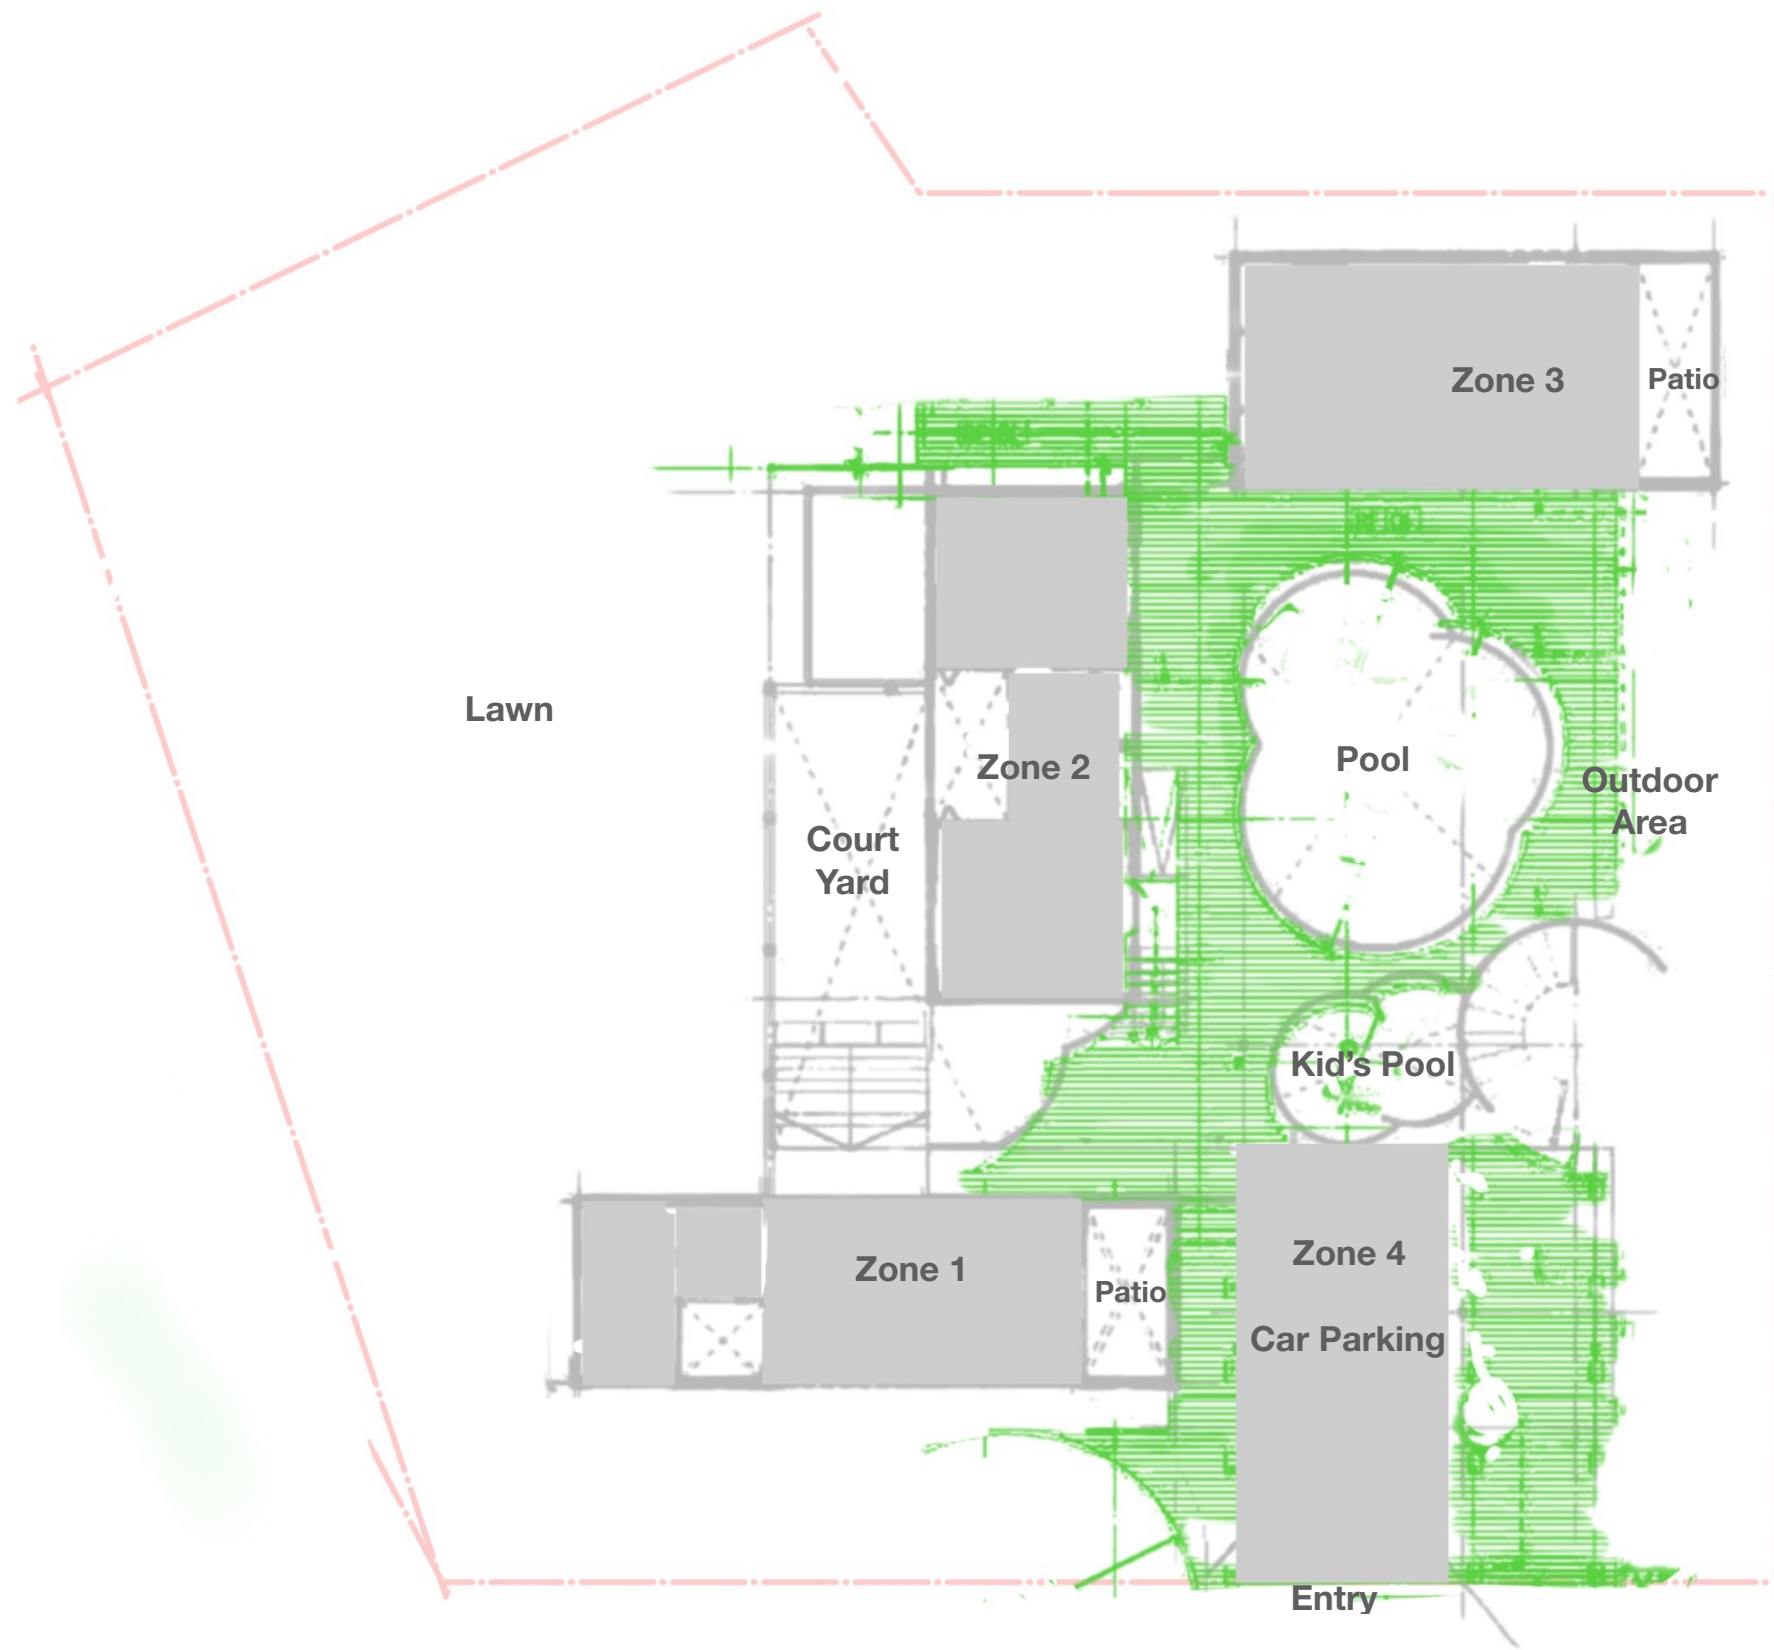 Zone 3
Patio
Lawn
Zone 2
Pool
Outdoor
Area
Court
Yard
Kid's Pool
Zone 1
Patio
Zone 4
Car Parking
Entry